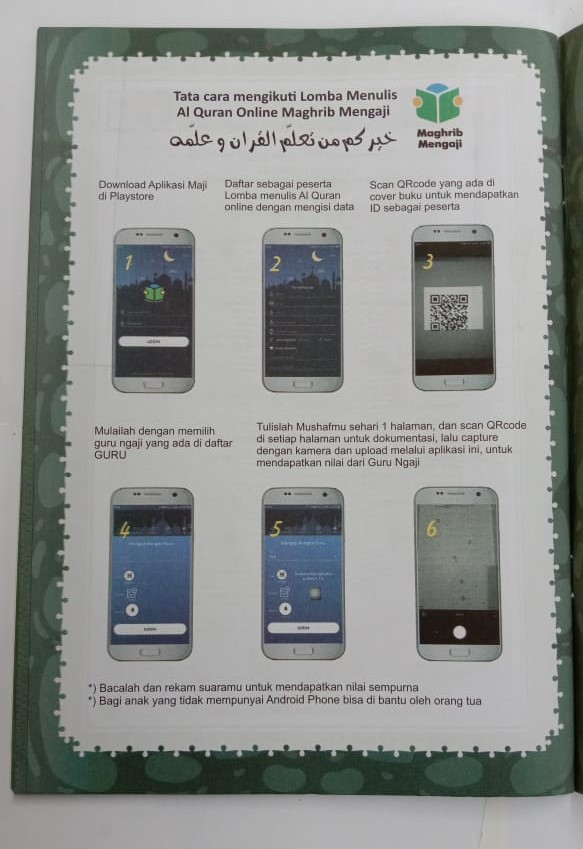 Tata cara mengikuti Lomba Menulis
Al Quran Online Maghrib Mengaji
خيركم من تعلم القران و علمه
Maghrib
Mengaji
Download Aplikasi Maji
di Playstore
Daftar sebagai peserta
Lomba menulis Al Quran
online dengan mengisi data
Scan QRcode yang ada di
cover buku untuk mendapatkan
ID sebagai peserta
1
2
3
Mulailah dengan memilih
guru ngaji yang ada di daftar
GURU
Tulislah Mushafmu sehari 1 halaman, dan scan QRcode
di setiap halaman untuk dokumentasi, lalu capture
dengan kamera dan upload melalui aplikasi ini, untuk
mendapatkan nilai dari Guru Ngaji
4
5
6
*) Bacalah dan rekam suaramu untuk mendapatkan nilai sempurna
*) Bagi anak yang tidak mempunyai Android Phone bisa di bantu oleh orang tua